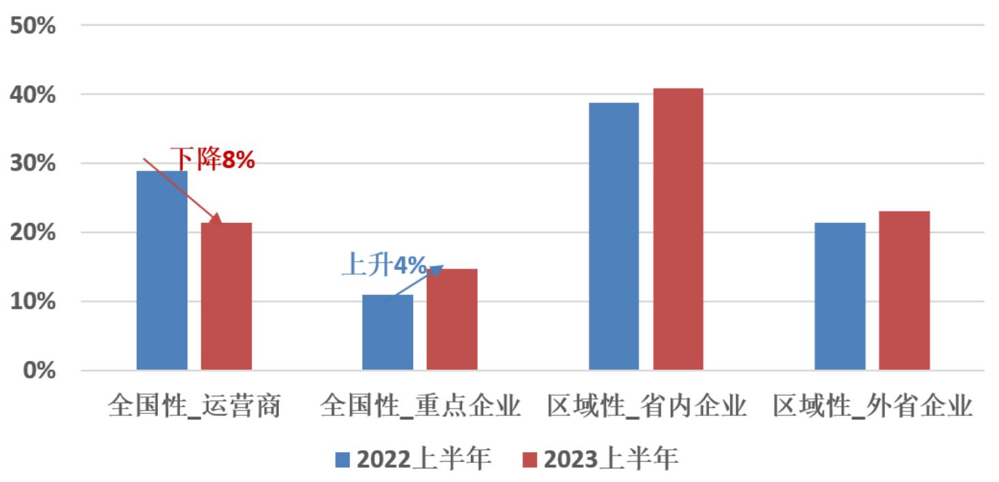 50%
40%
30%
20%
10%
0%
下降8%
上升4%
全国性_运营商
全国性_重点企业
区域性_省内企业
区域性_外省企业
2022上半年
2023上半年